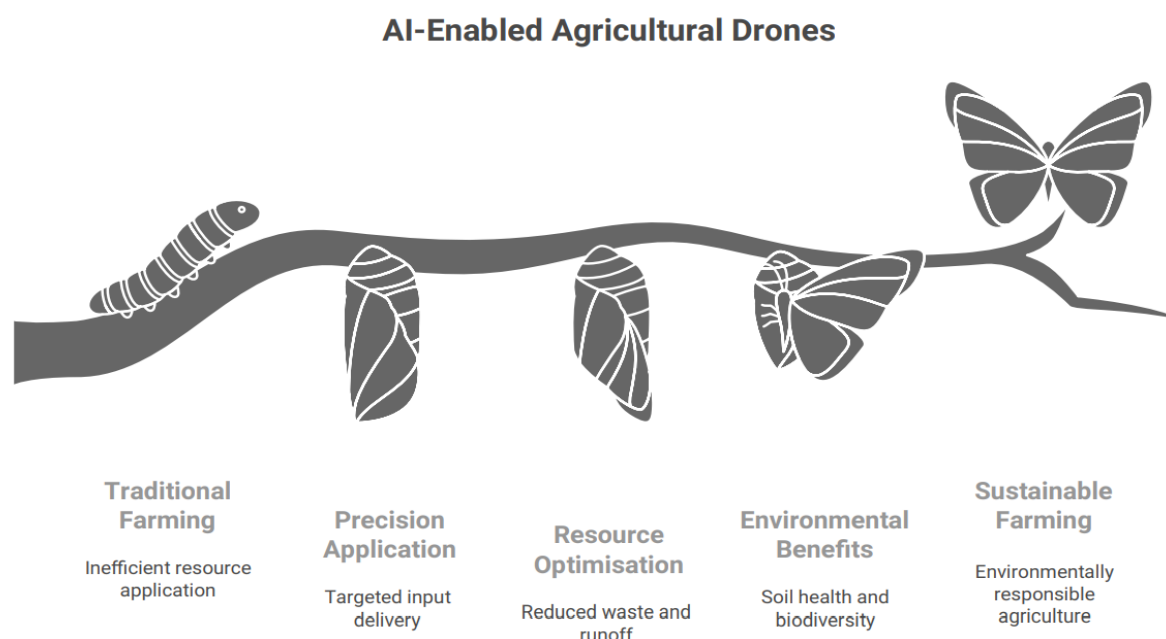 AI-Enabled Agricultural Drones
Traditional
Farming
Inefficient resource
application
Precision
Application
Targeted input
delivery
Resource
Optimisation
Reduced waste and
runoff
Environmental
Benefits
Soil health and
biodiversity
Sustainable
Farming
Environmentally
responsible
agriculture